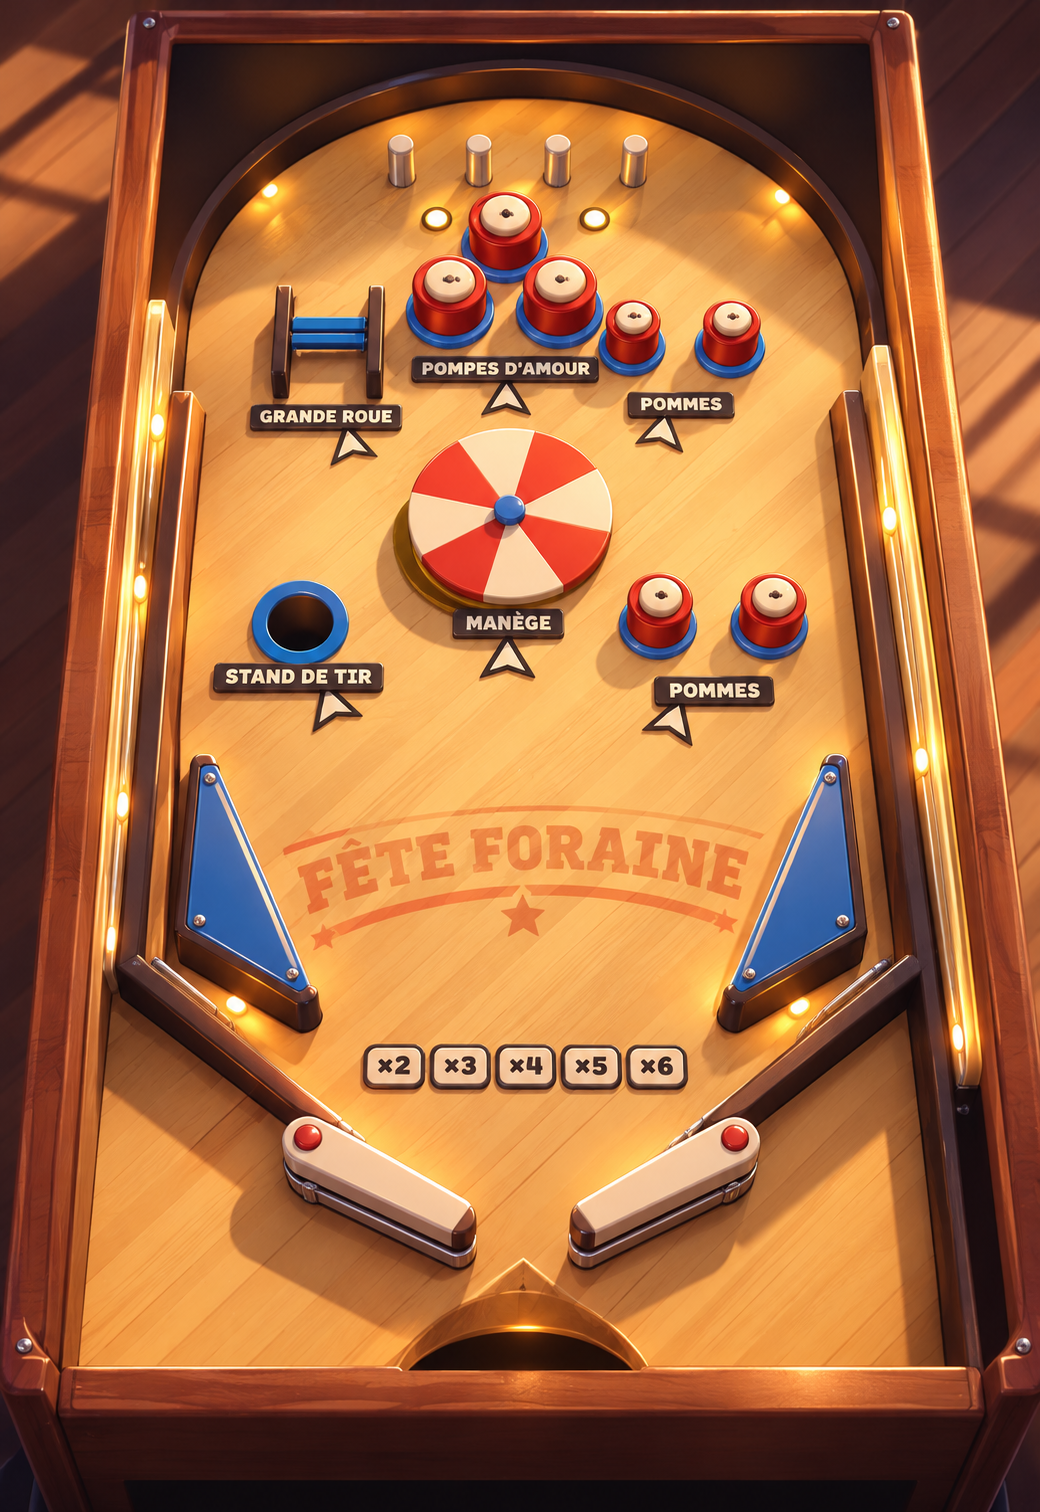 POMPES D'AMOUR
GRANDE ROUE
POMMES
MANÈGE
STAND DE TIR
POMMES
FÊTE FORAINE
×2 ×3 ×4 ×5 ×6